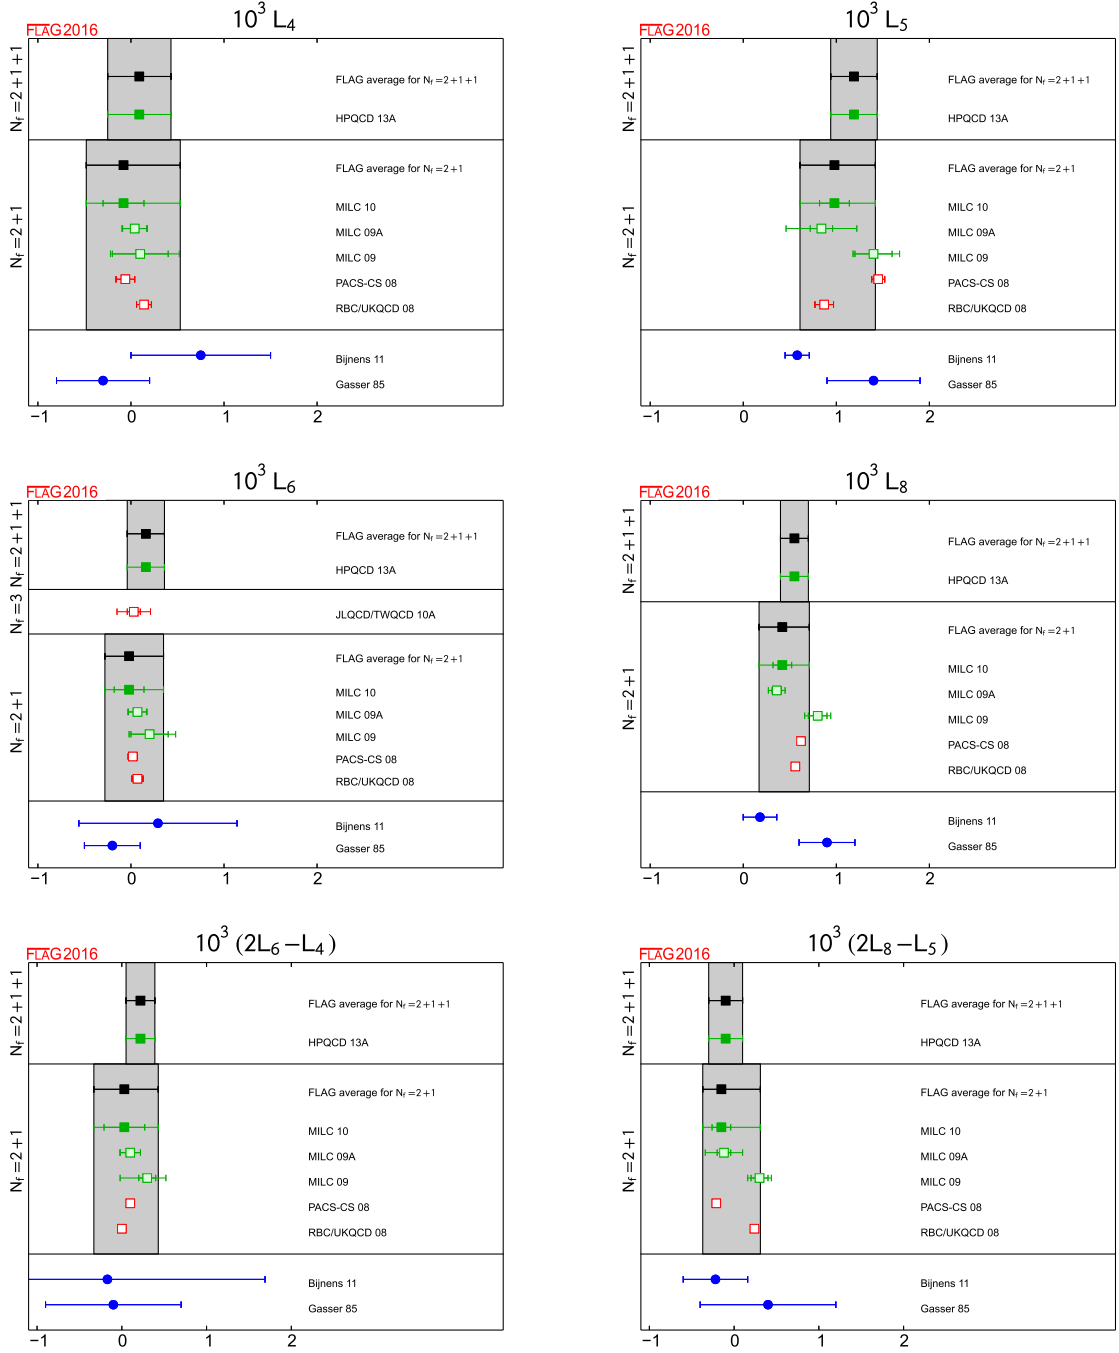 10³ L₄
FLAG2016
N_f=2+1+1
FLAG average for N_f=2+1+1
HPQCD 13A
N_f=2+1
FLAG average for N_f=2+1
MILC 10
MILC 09A
MILC 09
PACS-CS 08
RBC/UKQCD 08
Bijnens 11
Gasser 85
−1 0 1 2
10³ L₅
FLAG2016
N_f=2+1+1
FLAG average for N_f=2+1+1
HPQCD 13A
N_f=2+1
FLAG average for N_f=2+1
MILC 10
MILC 09A
MILC 09
PACS-CS 08
RBC/UKQCD 08
Bijnens 11
Gasser 85
−1 0 1 2
10³ L₆
FLAG2016
N_f=2+1+1
FLAG average for N_f=2+1+1
HPQCD 13A
N_f=3
JLQCD/TWQCD 10A
N_f=2+1
FLAG average for N_f=2+1
MILC 10
MILC 09A
MILC 09
PACS-CS 08
RBC/UKQCD 08
Bijnens 11
Gasser 85
−1 0 1 2
10³ L₈
FLAG2016
N_f=2+1+1
FLAG average for N_f=2+1+1
HPQCD 13A
N_f=2+1
FLAG average for N_f=2+1
MILC 10
MILC 09A
MILC 09
PACS-CS 08
RBC/UKQCD 08
Bijnens 11
Gasser 85
−1 0 1 2
10³ (2L₆−L₄)
FLAG2016
N_f=2+1+1
FLAG average for N_f=2+1+1
HPQCD 13A
N_f=2+1
FLAG average for N_f=2+1
MILC 10
MILC 09A
MILC 09
PACS-CS 08
RBC/UKQCD 08
Bijnens 11
Gasser 85
−1 0 1 2
10³ (2L₈−L₅)
FLAG2016
N_f=2+1+1
FLAG average for N_f=2+1+1
HPQCD 13A
N_f=2+1
FLAG average for N_f=2+1
MILC 10
MILC 09A
MILC 09
PACS-CS 08
RBC/UKQCD 08
Bijnens 11
Gasser 85
−1 0 1 2